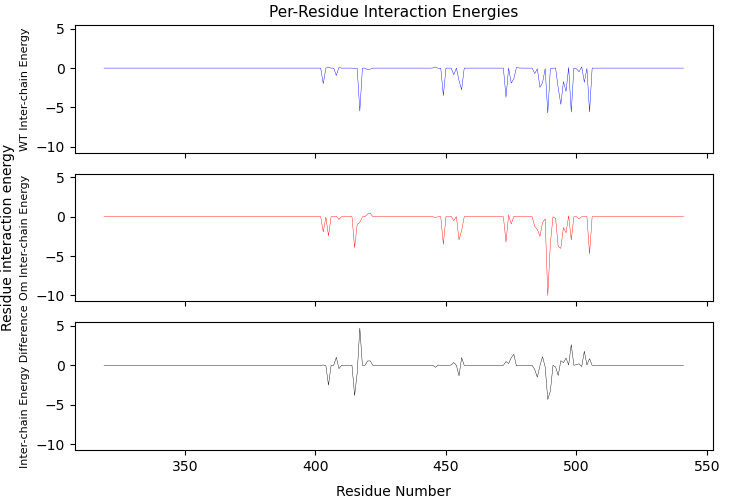 Per-Residue Interaction Energies
Residue interaction energy
WT Inter-chain Energy
5
0
−5
−10
Om Inter-chain Energy
5
0
−5
−10
Inter-chain Energy Difference
5
0
−5
−10
350
400
450
500
550
Residue Number